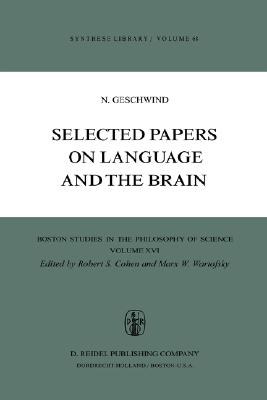 SYNTHESE LIBRARY / VOLUME 68
N. GESCHWIND
SELECTED PAPERS
ON LANGUAGE
AND THE BRAIN
BOSTON STUDIES IN THE PHILOSOPHY OF SCIENCE
VOLUME XVI
Edited by Robert S. Cohen and Marx W. Wartofsky
D. REIDEL PUBLISHING COMPANY
DORDRECHT-HOLLAND / BOSTON-U.S.A.